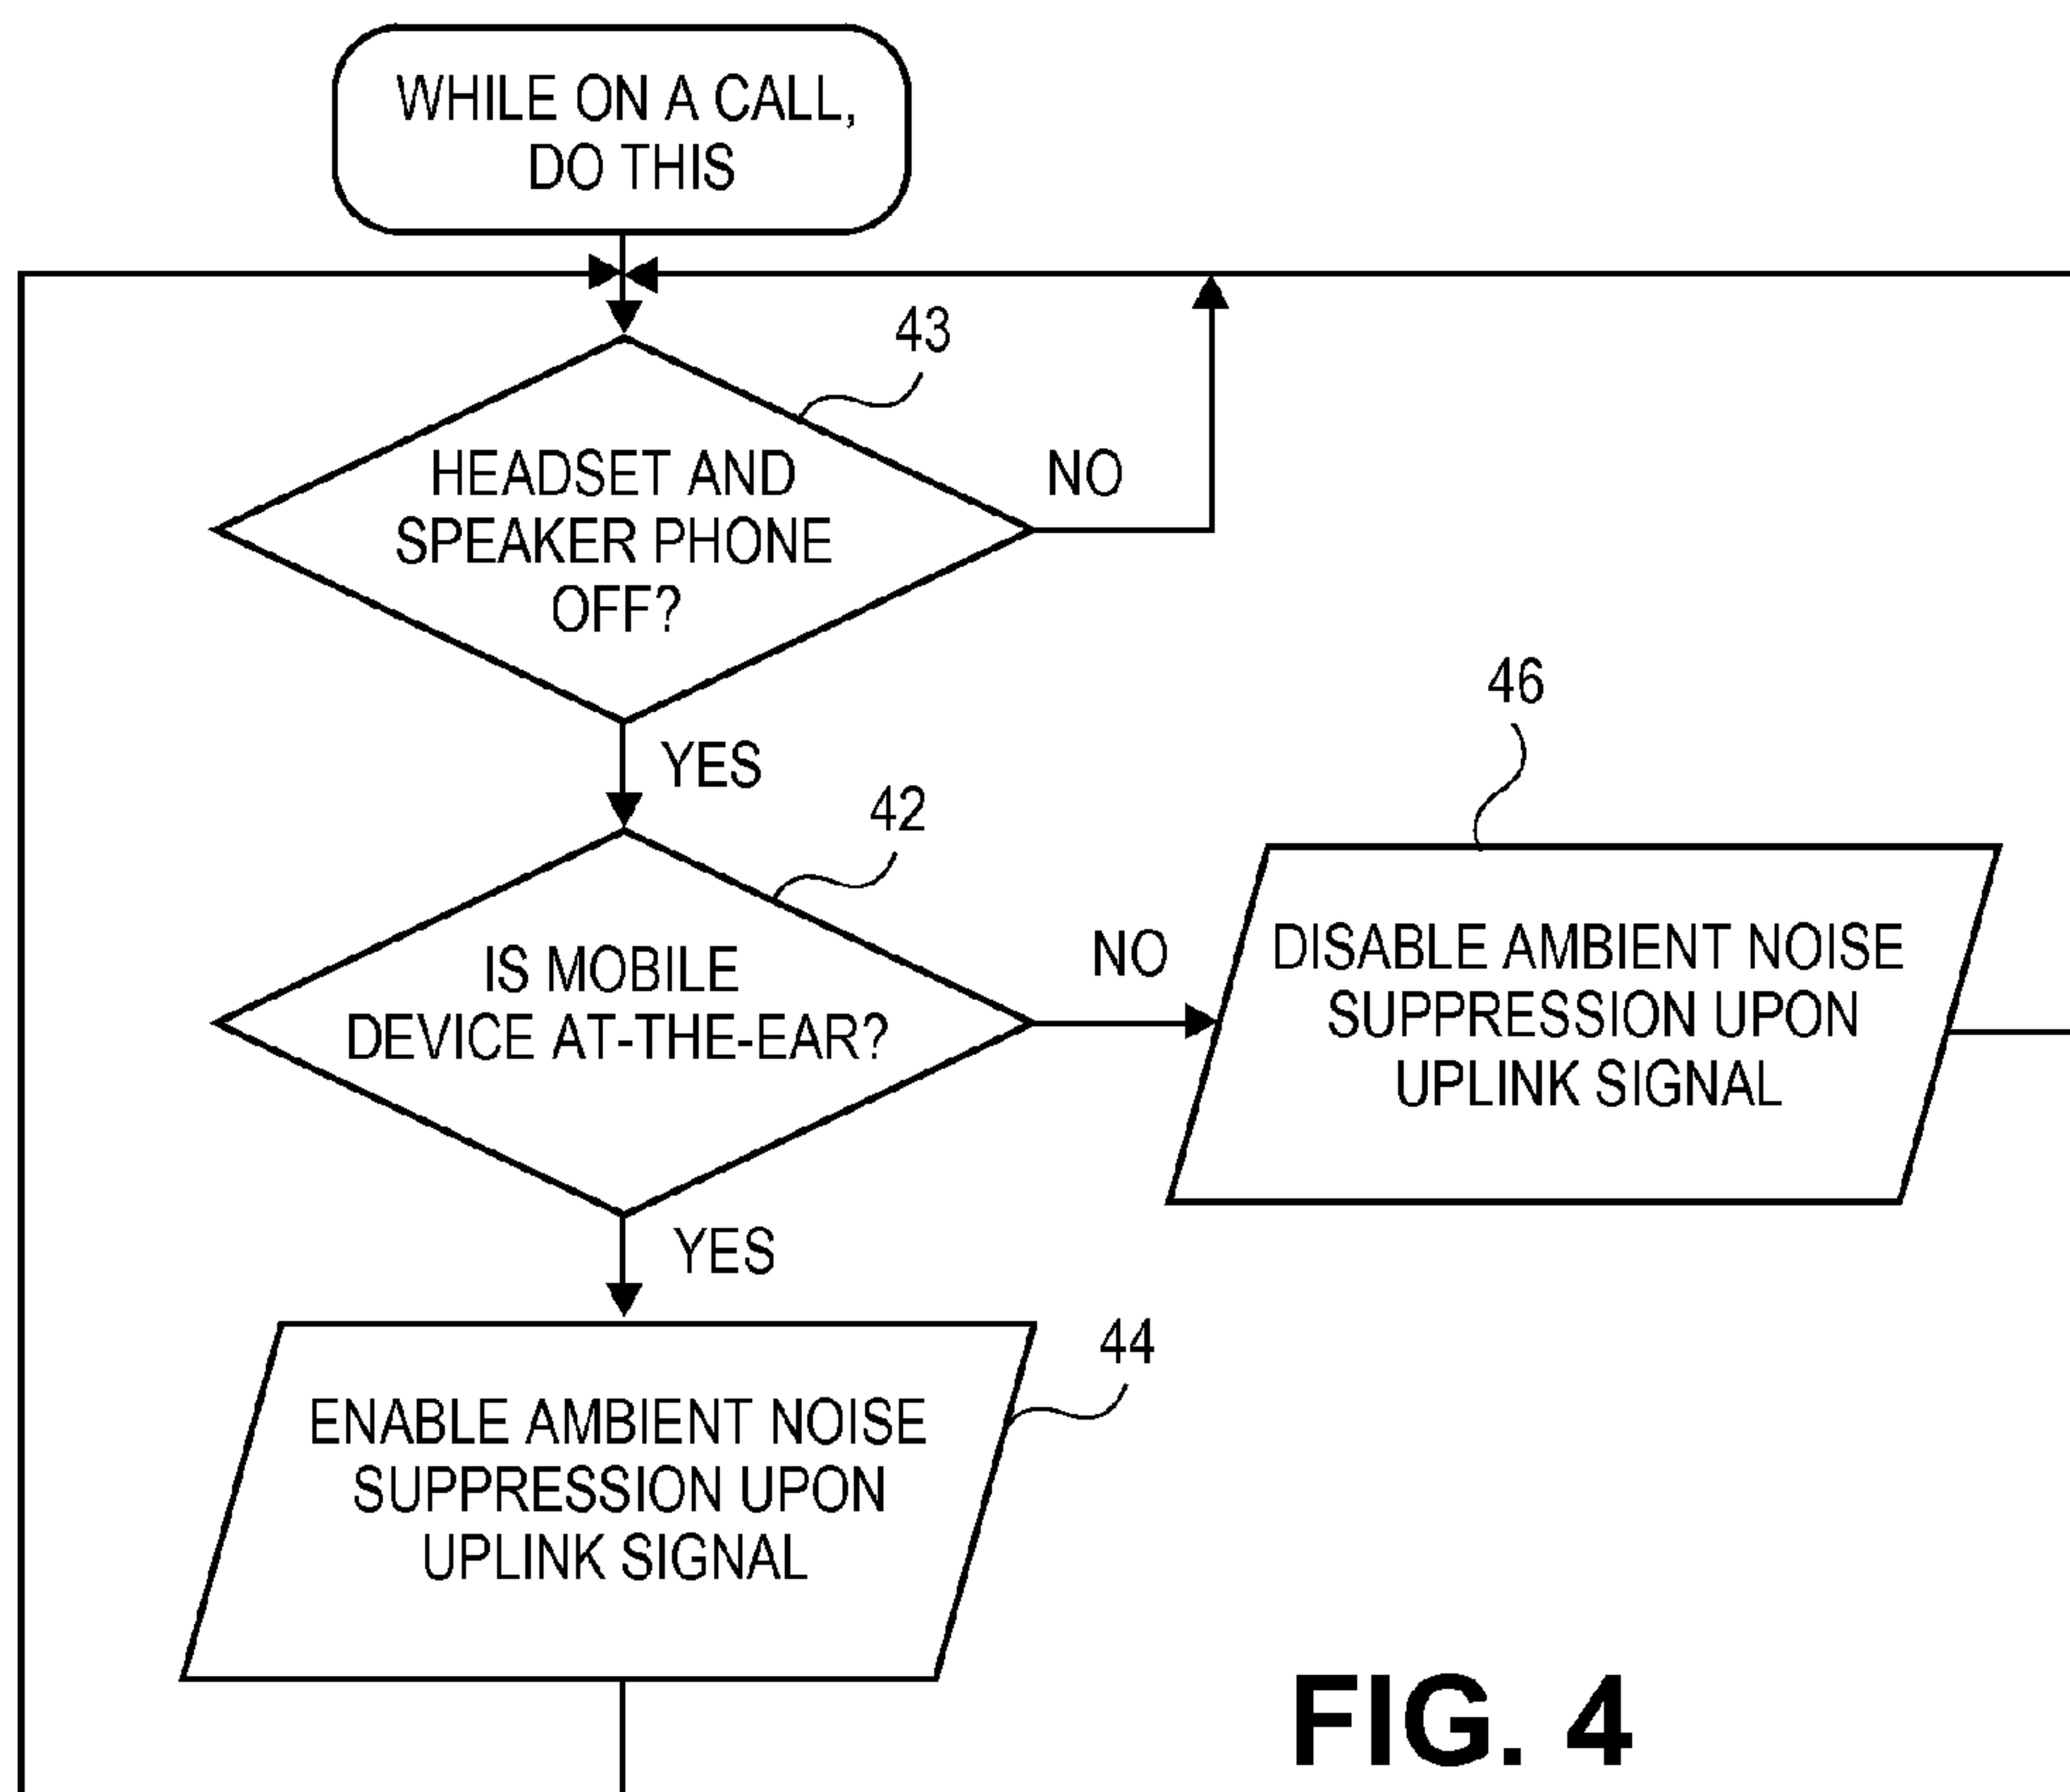 WHILE ON A CALL,
DO THIS
43
HEADSET AND
SPEAKER PHONE
OFF?
NO
YES
42
IS MOBILE
DEVICE AT-THE-EAR?
NO
46
DISABLE AMBIENT NOISE
SUPPRESSION UPON
UPLINK SIGNAL
YES
44
ENABLE AMBIENT NOISE
SUPPRESSION UPON
UPLINK SIGNAL
FIG. 4